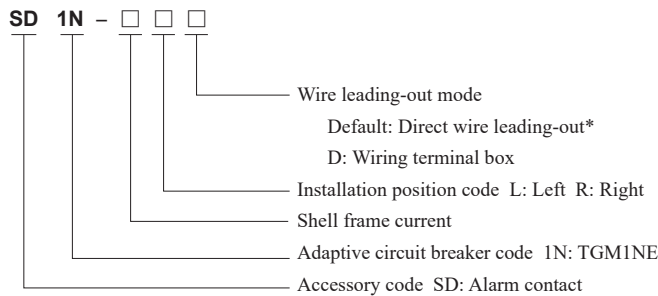 SD 1N – □ □ □
Wire leading-out mode
Default: Direct wire leading-out*
D: Wiring terminal box
Installation position code L: Left R: Right
Shell frame current
Adaptive circuit breaker code 1N: TGM1NE
Accessory code SD: Alarm contact